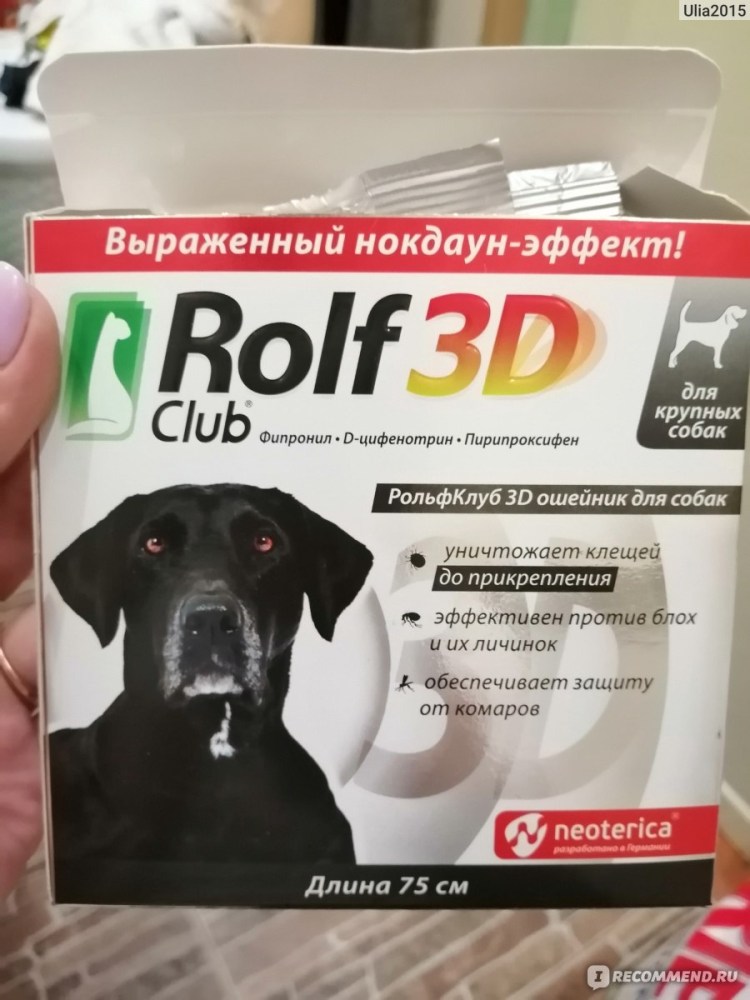 Ulia2015
Выраженный нокдаун-эффект!
Rolf 3D
Club®
Фипронил • D-цифенотрин • Пирипроксифен
для
крупных
собак
РольфКлуб 3D ошейник для собак
уничтожает клещей
до прикрепления
эффективен против блох
и их личинок
обеспечивает защиту
от комаров
3D
neoterica®
разработано в Германии
Длина 75 см
IRECOMMEND.RU